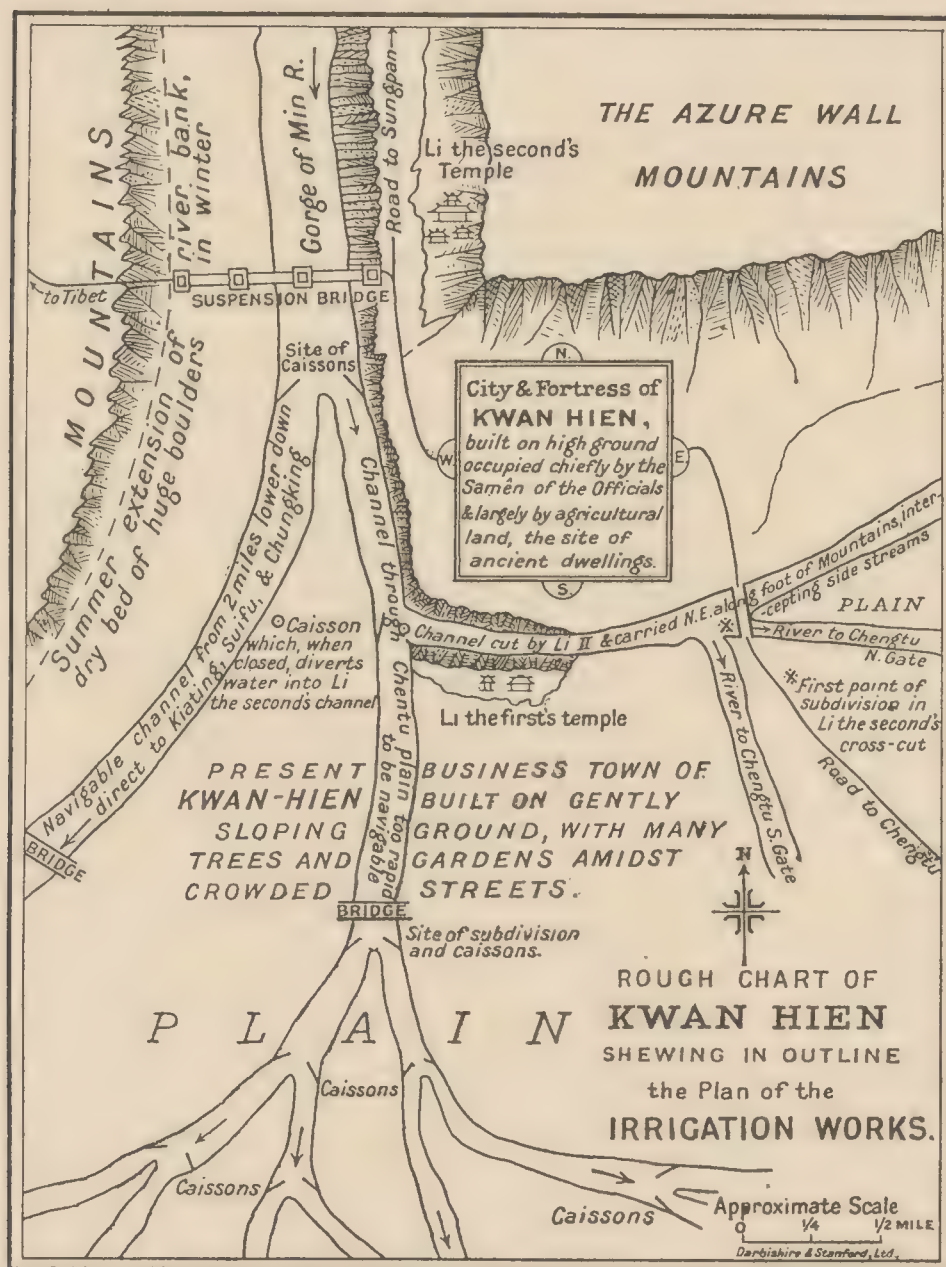 THE AZURE WALL
MOUNTAINS
MOUNTAINS
river bank,
in winter
Summer extension of
dry bed of huge boulders
Gorge of Min R.
Road to Sungpan
Li the second's
Temple
to Tibet
SUSPENSION BRIDGE
Site of
Caissons
N.
W
E
S.
City & Fortress of
KWAN HIEN,
built on high ground
occupied chiefly by the
Samên of the Officials
& largely by agricultural
land, the site of
ancient dwellings.
Navigable channel from 2 miles lower down
direct to Kiating, Suifu, & Chungking
BRIDGE
Channel through Chentu plain too rapid
to be navigable
Caisson
which, when
closed, diverts
water into Li
the second's channel
Channel cut by Li II & carried N.E. along foot of Mountains, inter-
-cepting side streams
PLAIN
River to Chengtu
N. Gate
Li the first's temple
*First point of
subdivision in
Li the second's
cross-cut
River to Chengtu S. Gate
Road to Chengtu
PRESENT BUSINESS TOWN OF
KWAN-HIEN BUILT ON GENTLY
SLOPING GROUND, WITH MANY
TREES AND GARDENS AMIDST
CROWDED STREETS.
BRIDGE
Site of subdivision
and caissons.
N
PLAIN
Caissons
Caissons
Caissons
ROUGH CHART OF
KWAN HIEN
SHEWING IN OUTLINE
the Plan of the
IRRIGATION WORKS.
Approximate Scale
0 1/4 1/2 MILE
Darbishire & Stanford, Ltd.